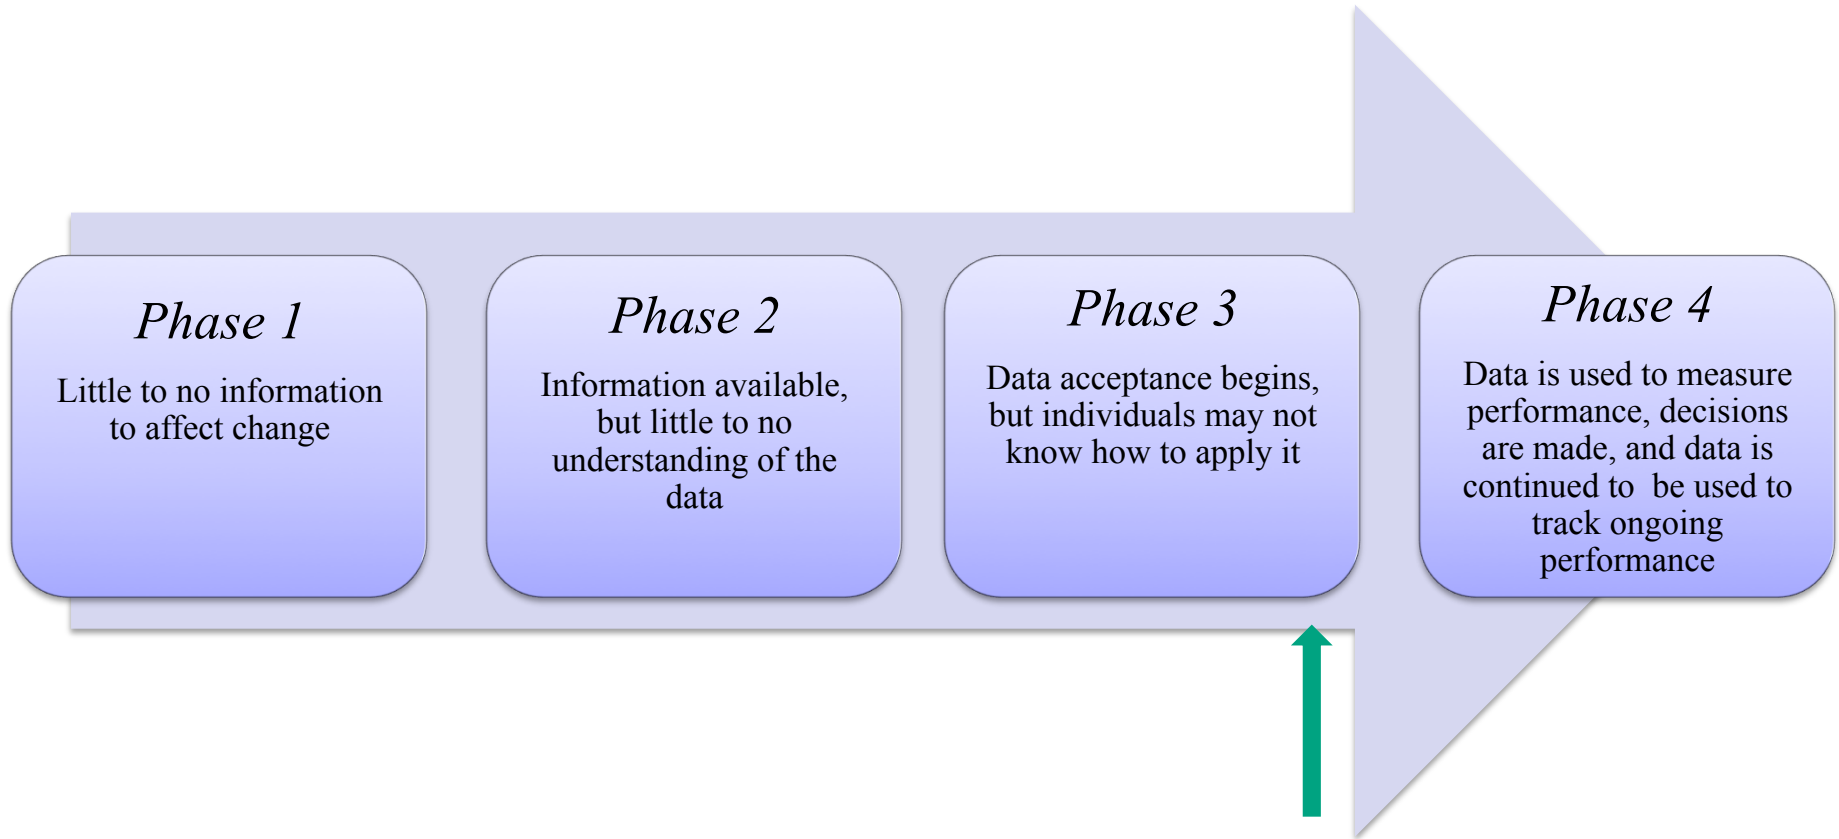 Phase 1
Little to no information
to affect change
Phase 2
Information available,
but little to no
understanding of the
data
Phase 3
Data acceptance begins,
but individuals may not
know how to apply it
Phase 4
Data is used to measure
performance, decisions
are made, and data is
continued to  be used to
track ongoing
performance